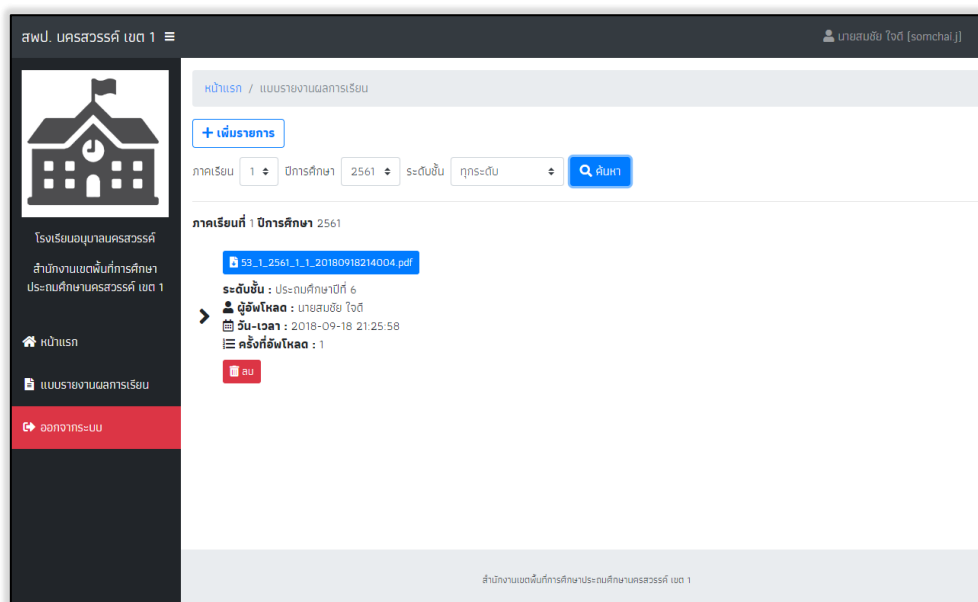 สพป. นครสวรรค์ เขต 1
นายสมชัย ใจดี [somchai.j]
โรงเรียนอนุบาลนครสวรรค์
สำนักงานเขตพื้นที่การศึกษา
ประถมศึกษานครสวรรค์ เขต 1
หน้าแรก
แบบรายงานผลการเรียน
ออกจากระบบ
หน้าแรก / แบบรายงานผลการเรียน
+ เพิ่มรายการ
ภาคเรียน 1 ปีการศึกษา 2561 ระดับชั้น ทุกระดับ ค้นหา
ภาคเรียนที่ 1 ปีการศึกษา 2561
53_1_2561_1_1_20180918214004.pdf
ระดับชั้น : ประถมศึกษาปีที่ 6
ผู้อัพโหลด : นายสมชัย ใจดี
วัน-เวลา : 2018-09-18 21:25:58
ครั้งที่อัพโหลด : 1
ลบ
สำนักงานเขตพื้นที่การศึกษาประถมศึกษานครสวรรค์ เขต 1